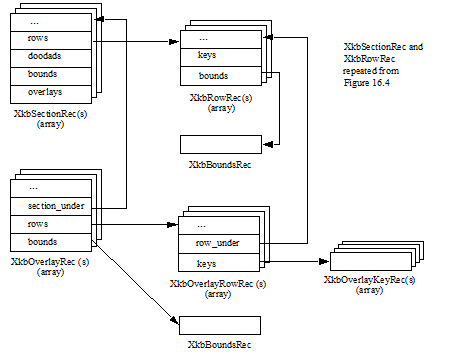 ...
rows
doodads
bounds
overlays
XkbSectionRec(s)
(array)
...
keys
bounds
XkbRowRec(s)
(array)
XkbSectionRec and
XkbRowRec
repeated from
Figure 16.4
XkbBoundsRec
...
section_under
rows
bounds
XkbOverlayRec (s)
(array)
...
row_under
keys
XkbOverlayRowRec (s)
(array)
XkbOverlayKeyRec(s)
(array)
XkbBoundsRec